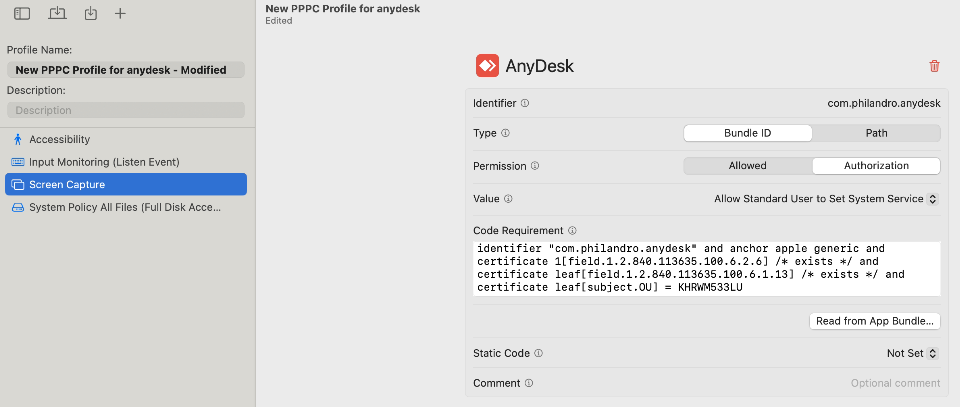 New PPPC Profile for anydesk
Edited
Profile Name:
New PPPC Profile for anydesk - Modified
Description:
Description
Accessibility
Input Monitoring (Listen Event)
Screen Capture
System Policy All Files (Full Disk Acce...
AnyDesk
Identifier com.philandro.anydesk
Type Bundle ID Path
Permission Allowed Authorization
Value Allow Standard User to Set System Service
Code Requirement
identifier "com.philandro.anydesk" and anchor apple generic and
certificate 1[field.1.2.840.113635.100.6.2.6] /* exists */ and
certificate leaf[field.1.2.840.113635.100.6.1.13] /* exists */ and
certificate leaf[subject.OU] = KHRWM533LU
Read from App Bundle...
Static Code Not Set
Comment Optional comment